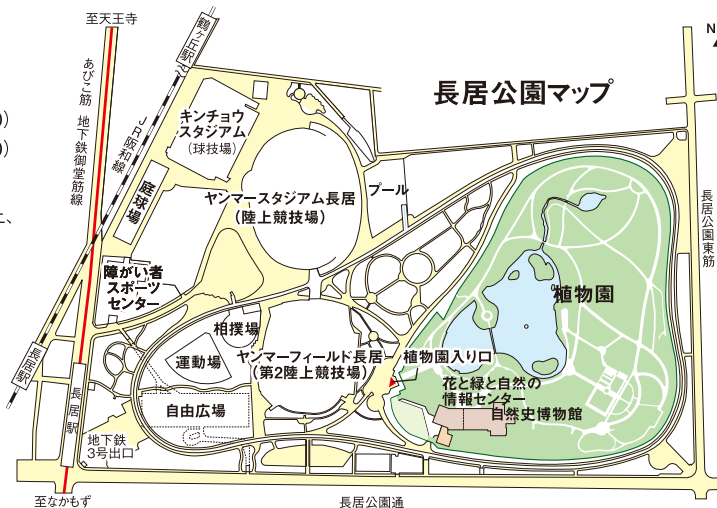 至天王寺
鶴ヶ丘駅
N
あびこ筋 地下鉄御堂筋線
JR阪和線
長居公園マップ
キンチョウ
スタジアム
(球技場)
庭球場
ヤンマースタジアム長居
(陸上競技場)
プール
長居公園東筋
障がい者
スポーツ
センター
植物園
相撲場
運動場
ヤンマーフィールド長居
(第2陸上競技場)
植物園入り口
花と緑と自然の
情報センター
自然史博物館
自由広場
長居駅
長居駅
地下鉄
3号出口
至なかもず
長居公園通